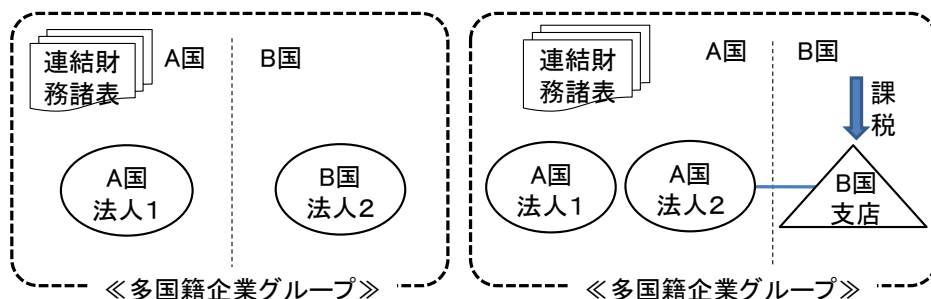 連結財
務諸表
A国
B国
A国
法人1
B国
法人2
≪多国籍企業グループ≫
連結財
務諸表
A国
B国
課
税
A国
法人1
A国
法人2
B国
支店
≪多国籍企業グループ≫